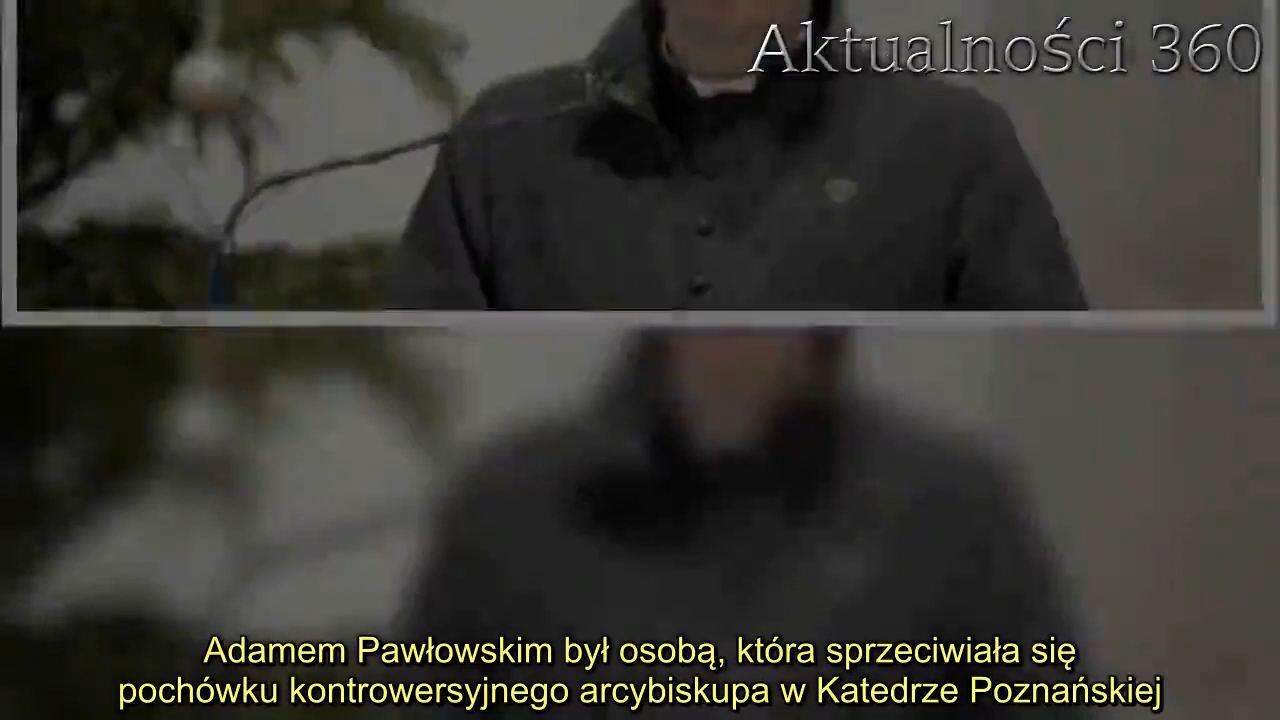 Aktualności 360
Adamem Pawłowskim był osobą, która sprzeciwiała się
pochówku kontrowersyjnego arcybiskupa w Katedrze Poznańskiej